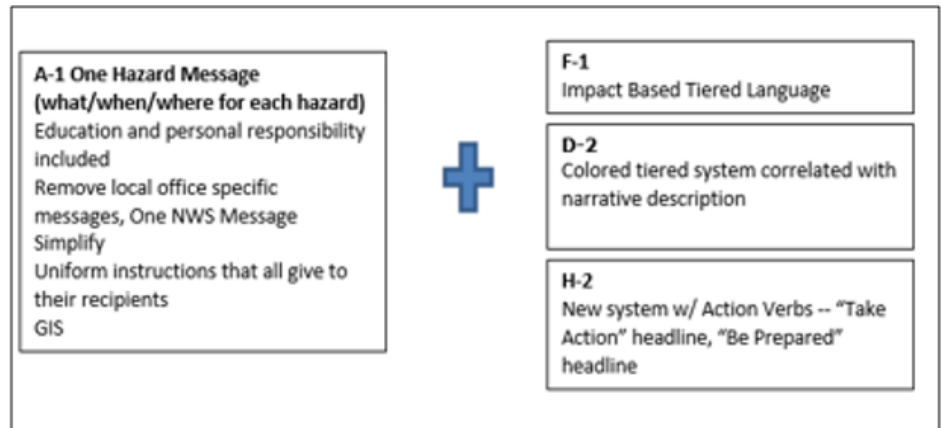 A-1 One Hazard Message
(what/when/where for each hazard)
Education and personal responsibility
included
Remove local office specific
messages, One NWS Message
Simplify
Uniform instructions that all give to
their recipients
GIS
F-1
Impact Based Tiered Language
D-2
Colored tiered system correlated with
narrative description
H-2
New system w/ Action Verbs -- “Take
Action” headline, “Be Prepared”
headline